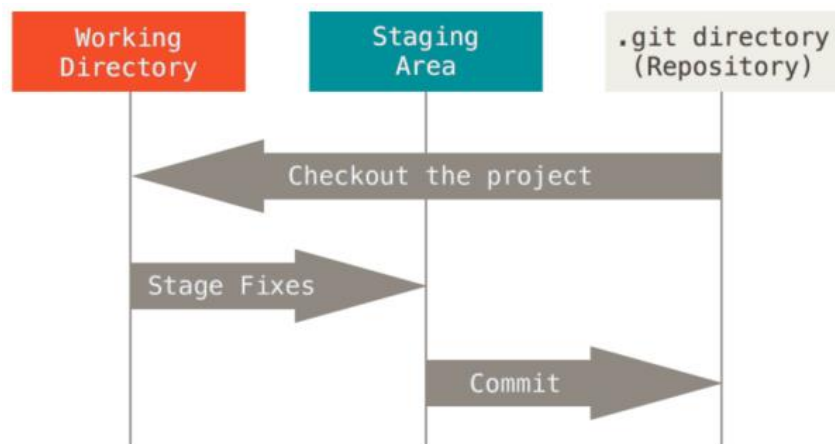 Working
Directory
Staging
Area
.git directory
(Repository)
Checkout the project
Stage Fixes
Commit